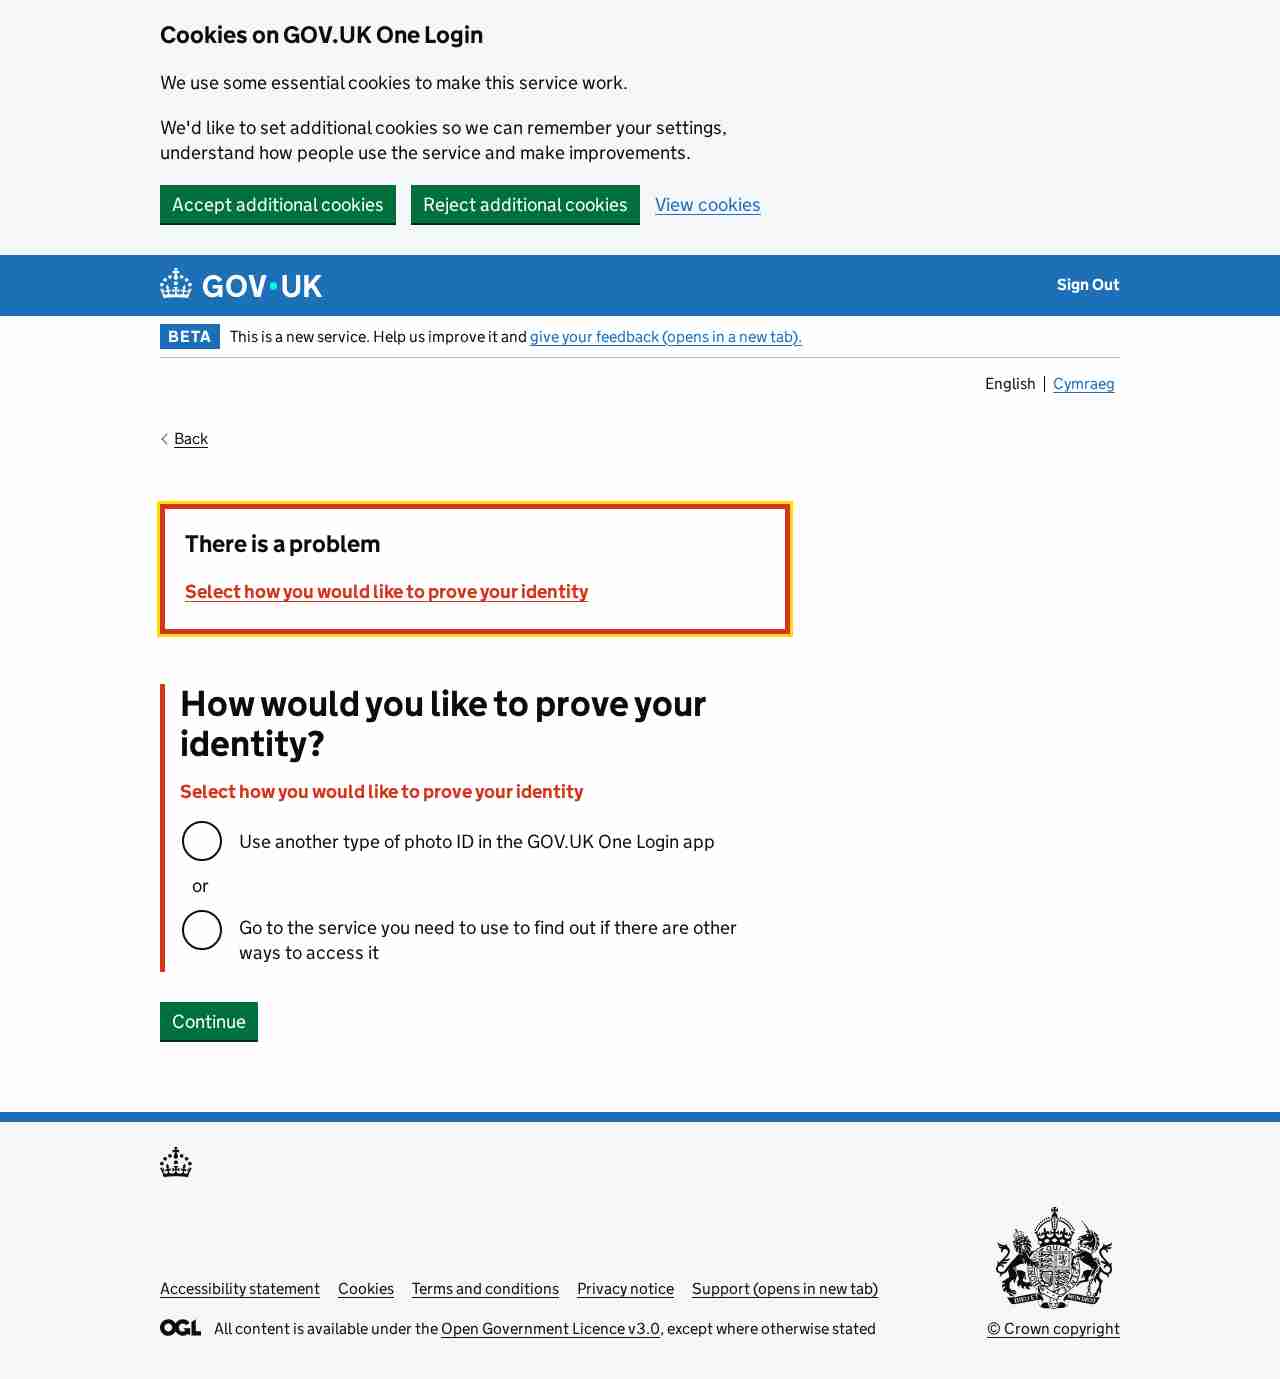 Cookies on GOV.UK One Login
We use some essential cookies to make this service work.
We'd like to set additional cookies so we can remember your settings,
understand how people use the service and make improvements.
Accept additional cookies
Reject additional cookies
View cookies
GOV•UK
Sign Out
BETA
This is a new service. Help us improve it and give your feedback (opens in a new tab).
English
Cymraeg
Back
There is a problem
Select how you would like to prove your identity
How would you like to prove your
identity?
Select how you would like to prove your identity
Use another type of photo ID in the GOV.UK One Login app
or
Go to the service you need to use to find out if there are other
ways to access it
Continue
Accessibility statement
Cookies
Terms and conditions
Privacy notice
Support (opens in new tab)
OGL
All content is available under the Open Government Licence v3.0, except where otherwise stated
© Crown copyright